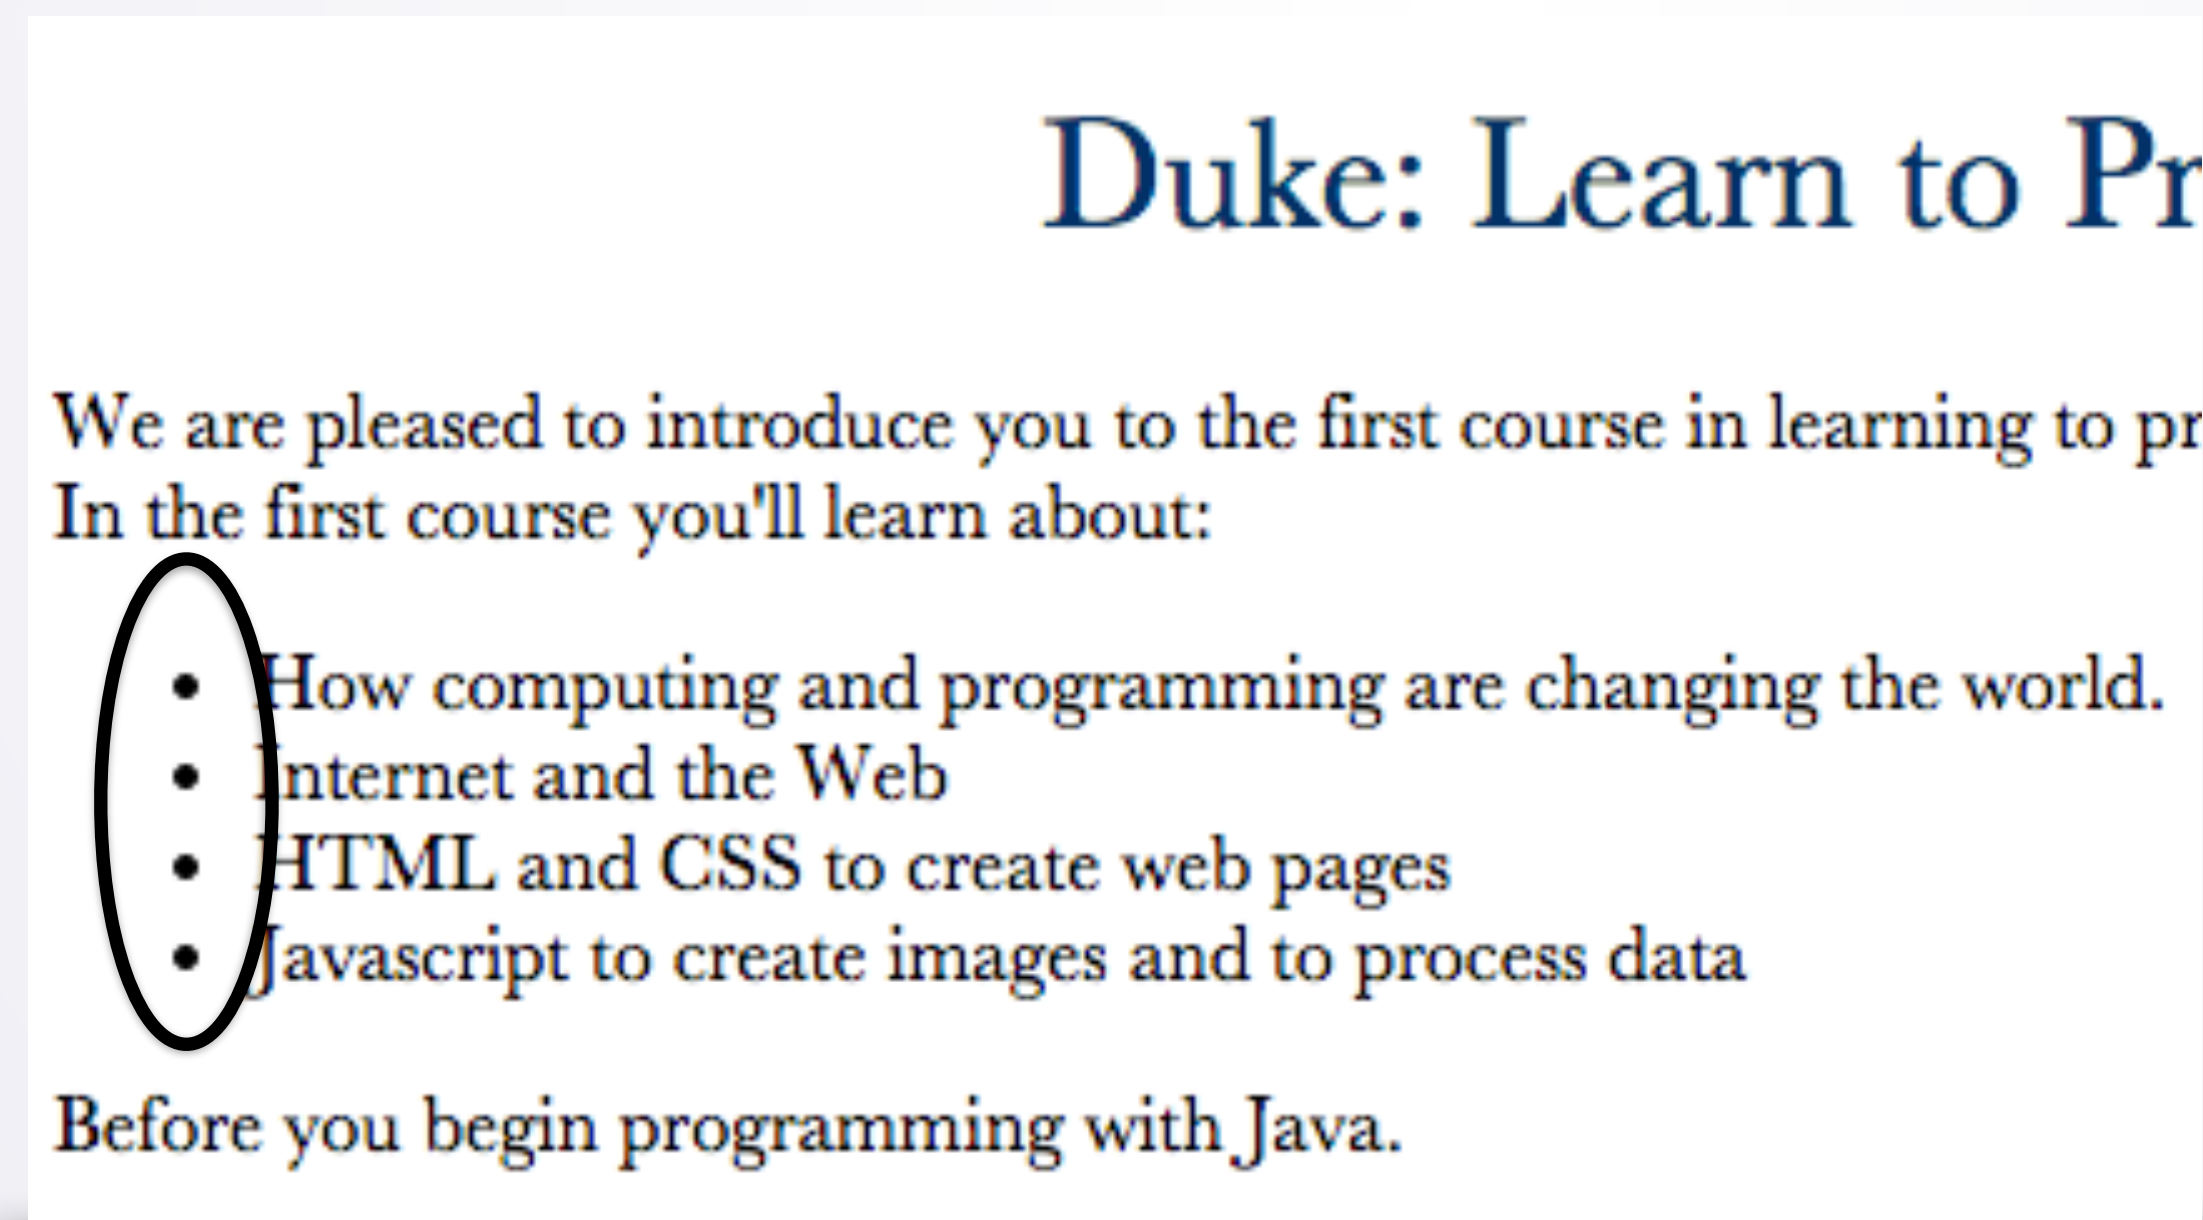 Duke: Learn to Pr
We are pleased to introduce you to the first course in learning to pr
In the first course you'll learn about:
• How computing and programming are changing the world.
• Internet and the Web
• HTML and CSS to create web pages
• Javascript to create images and to process data
Before you begin programming with Java.